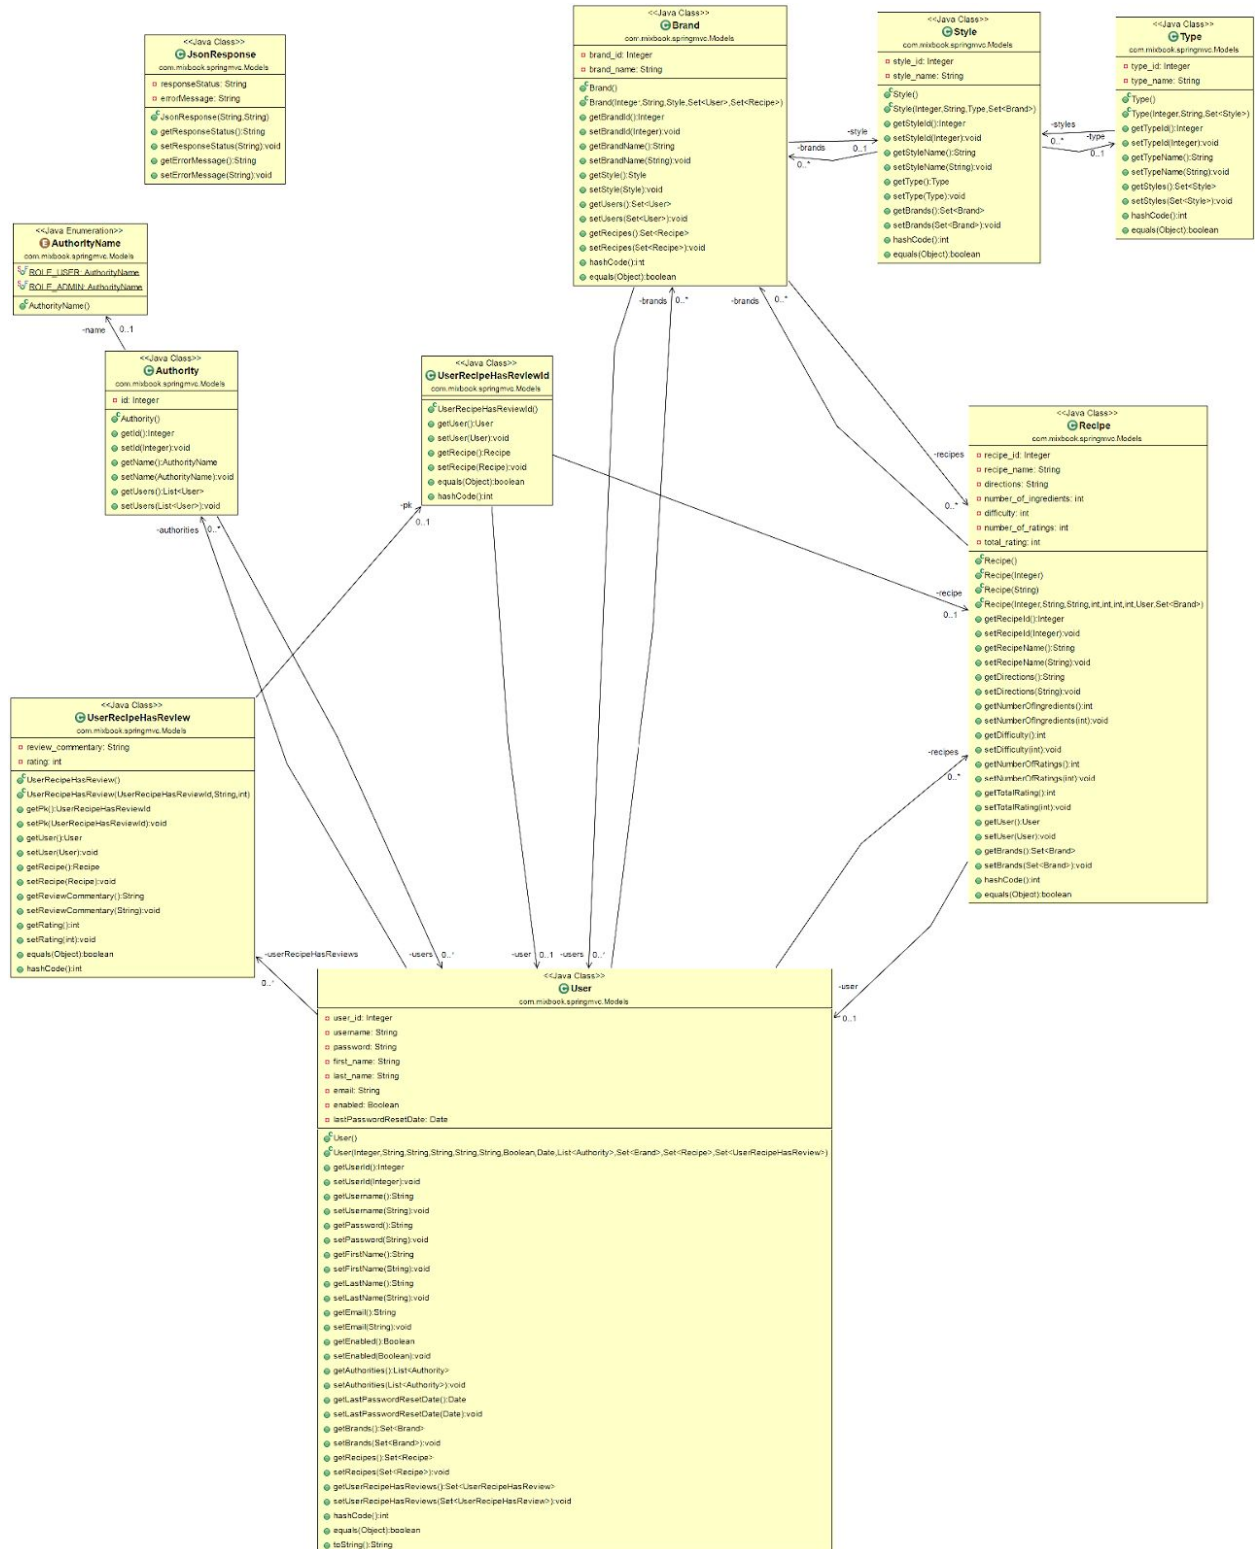 <<Java Class>>
JsonResponse
com.mixbook.springmvc.Models
responseStatus: String
errorMessage: String
JsonResponse(String,String)
getResponseStatus():String
setResponseStatus(String):void
getErrorMessage():String
setErrorMessage(String):void
<<Java Class>>
Brand
com.mixbook.springmvc.Models
brand_id: Integer
brand_name: String
Brand()
Brand(Integer,String,Style,Set<User>,Set<Recipe>)
getBrandId():Integer
setBrandId(Integer):void
getBrandName():String
setBrandName(String):void
getStyle():Style
setStyle(Style):void
getUsers():Set<User>
setUsers(Set<User>):void
getRecipes():Set<Recipe>
setRecipes(Set<Recipe>):void
hashCode():int
equals(Object):boolean
-style
0..1
-brands
0..*
<<Java Class>>
Style
com.mixbook.springmvc.Models
style_id: Integer
style_name: String
Style()
Style(Integer,String,Type,Set<Brand>)
getStyleId():Integer
setStyleId(Integer):void
getStyleName():String
setStyleName(String):void
getType():Type
setType(Type):void
getBrands():Set<Brand>
setBrands(Set<Brand>):void
hashCode():int
equals(Object):boolean
-styles
0..*
-type
0..1
<<Java Class>>
Type
com.mixbook.springmvc.Models
type_id: Integer
type_name: String
Type()
Type(Integer,String,Set<Style>)
getTypeId():Integer
setTypeId(Integer):void
getTypeName():String
setTypeName(String):void
getStyles():Set<Style>
setStyles(Set<Style>):void
hashCode():int
equals(Object):boolean
<<Java Enumeration>>
AuthorityName
com.mixbook.springmvc.Models
ROLE_USER: AuthorityName
ROLE_ADMIN: AuthorityName
AuthorityName()
-name 0..1
<<Java Class>>
Authority
com.mixbook.springmvc.Models
id: Integer
Authority()
getId():Integer
setId(Integer):void
getName():AuthorityName
setName(AuthorityName):void
getUsers():List<User>
setUsers(List<User>):void
-authorities 0..*
<<Java Class>>
UserRecipeHasReviewId
com.mixbook.springmvc.Models
UserRecipeHasReviewId()
getUser():User
setUser(User):void
getRecipe():Recipe
setRecipe(Recipe):void
equals(Object):boolean
hashCode():int
-pk
0..1
-brands 0..*
-brands 0..*
-recipes
0..*
-recipe
0..1
<<Java Class>>
Recipe
com.mixbook.springmvc.Models
recipe_id: Integer
recipe_name: String
directions: String
number_of_ingredients: int
difficulty: int
number_of_ratings: int
total_rating: int
Recipe()
Recipe(Integer)
Recipe(String)
Recipe(Integer,String,String,int,int,int,int,User,Set<Brand>)
getRecipeId():Integer
setRecipeId(Integer):void
getRecipeName():String
setRecipeName(String):void
getDirections():String
setDirections(String):void
getNumberOfIngredients():int
setNumberOfIngredients(int):void
getDifficulty():int
setDifficulty(int):void
getNumberOfRatings():int
setNumberOfRatings(int):void
getTotalRating():int
setTotalRating(int):void
getUser():User
setUser(User):void
getBrands():Set<Brand>
setBrands(Set<Brand>):void
hashCode():int
equals(Object):boolean
-recipes
0..*
-user
0..1
<<Java Class>>
UserRecipeHasReview
com.mixbook.springmvc.Models
review_commentary: String
rating: int
UserRecipeHasReview()
UserRecipeHasReview(UserRecipeHasReviewId,String,int)
getPk():UserRecipeHasReviewId
setPk(UserRecipeHasReviewId):void
getUser():User
setUser(User):void
getRecipe():Recipe
setRecipe(Recipe):void
getReviewCommentary():String
setReviewCommentary(String):void
getRating():int
setRating(int):void
equals(Object):boolean
hashCode():int
-userRecipeHasReviews
0..*
-users 0..*
-user 0..1
-users 0..*
<<Java Class>>
User
com.mixbook.springmvc.Models
user_id: Integer
username: String
password: String
first_name: String
last_name: String
email: String
enabled: Boolean
lastPasswordResetDate: Date
User()
User(Integer,String,String,String,String,String,Boolean,Date,List<Authority>,Set<Brand>,Set<Recipe>,Set<UserRecipeHasReview>)
getUserId():Integer
setUserId(Integer):void
getUsername():String
setUsername(String):void
getPassword():String
setPassword(String):void
getFirstName():String
setFirstName(String):void
getLastName():String
setLastName(String):void
getEmail():String
setEmail(String):void
getEnabled():Boolean
setEnabled(Boolean):void
getAuthorities():List<Authority>
setAuthorities(List<Authority>):void
getLastPasswordResetDate():Date
setLastPasswordResetDate(Date):void
getBrands():Set<Brand>
setBrands(Set<Brand>):void
getRecipes():Set<Recipe>
setRecipes(Set<Recipe>):void
getUserRecipeHasReviews():Set<UserRecipeHasReview>
setUserRecipeHasReviews(Set<UserRecipeHasReview>):void
hashCode():int
equals(Object):boolean
toString():String